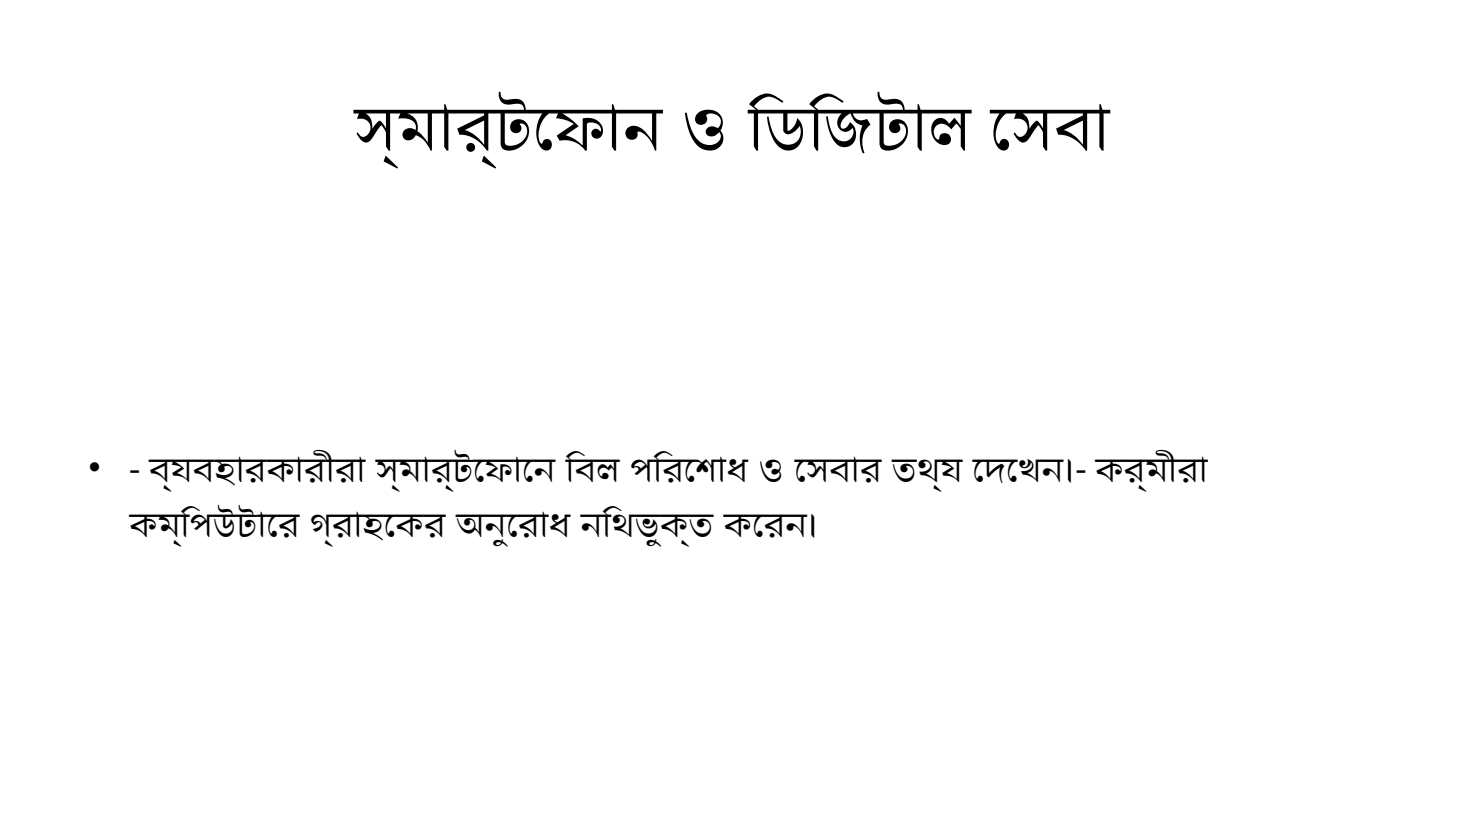 স্মার্টফোন ও ডিজিটাল সেবা
• - ব্যবহারকারীরা স্মার্টফোনে বিল পরিশোধ ও সেবার তথ্য দেখেন।- কর্মীরা
কম্পিউটারে গ্রাহকের অনুরোধ নথিভুক্ত করেন।